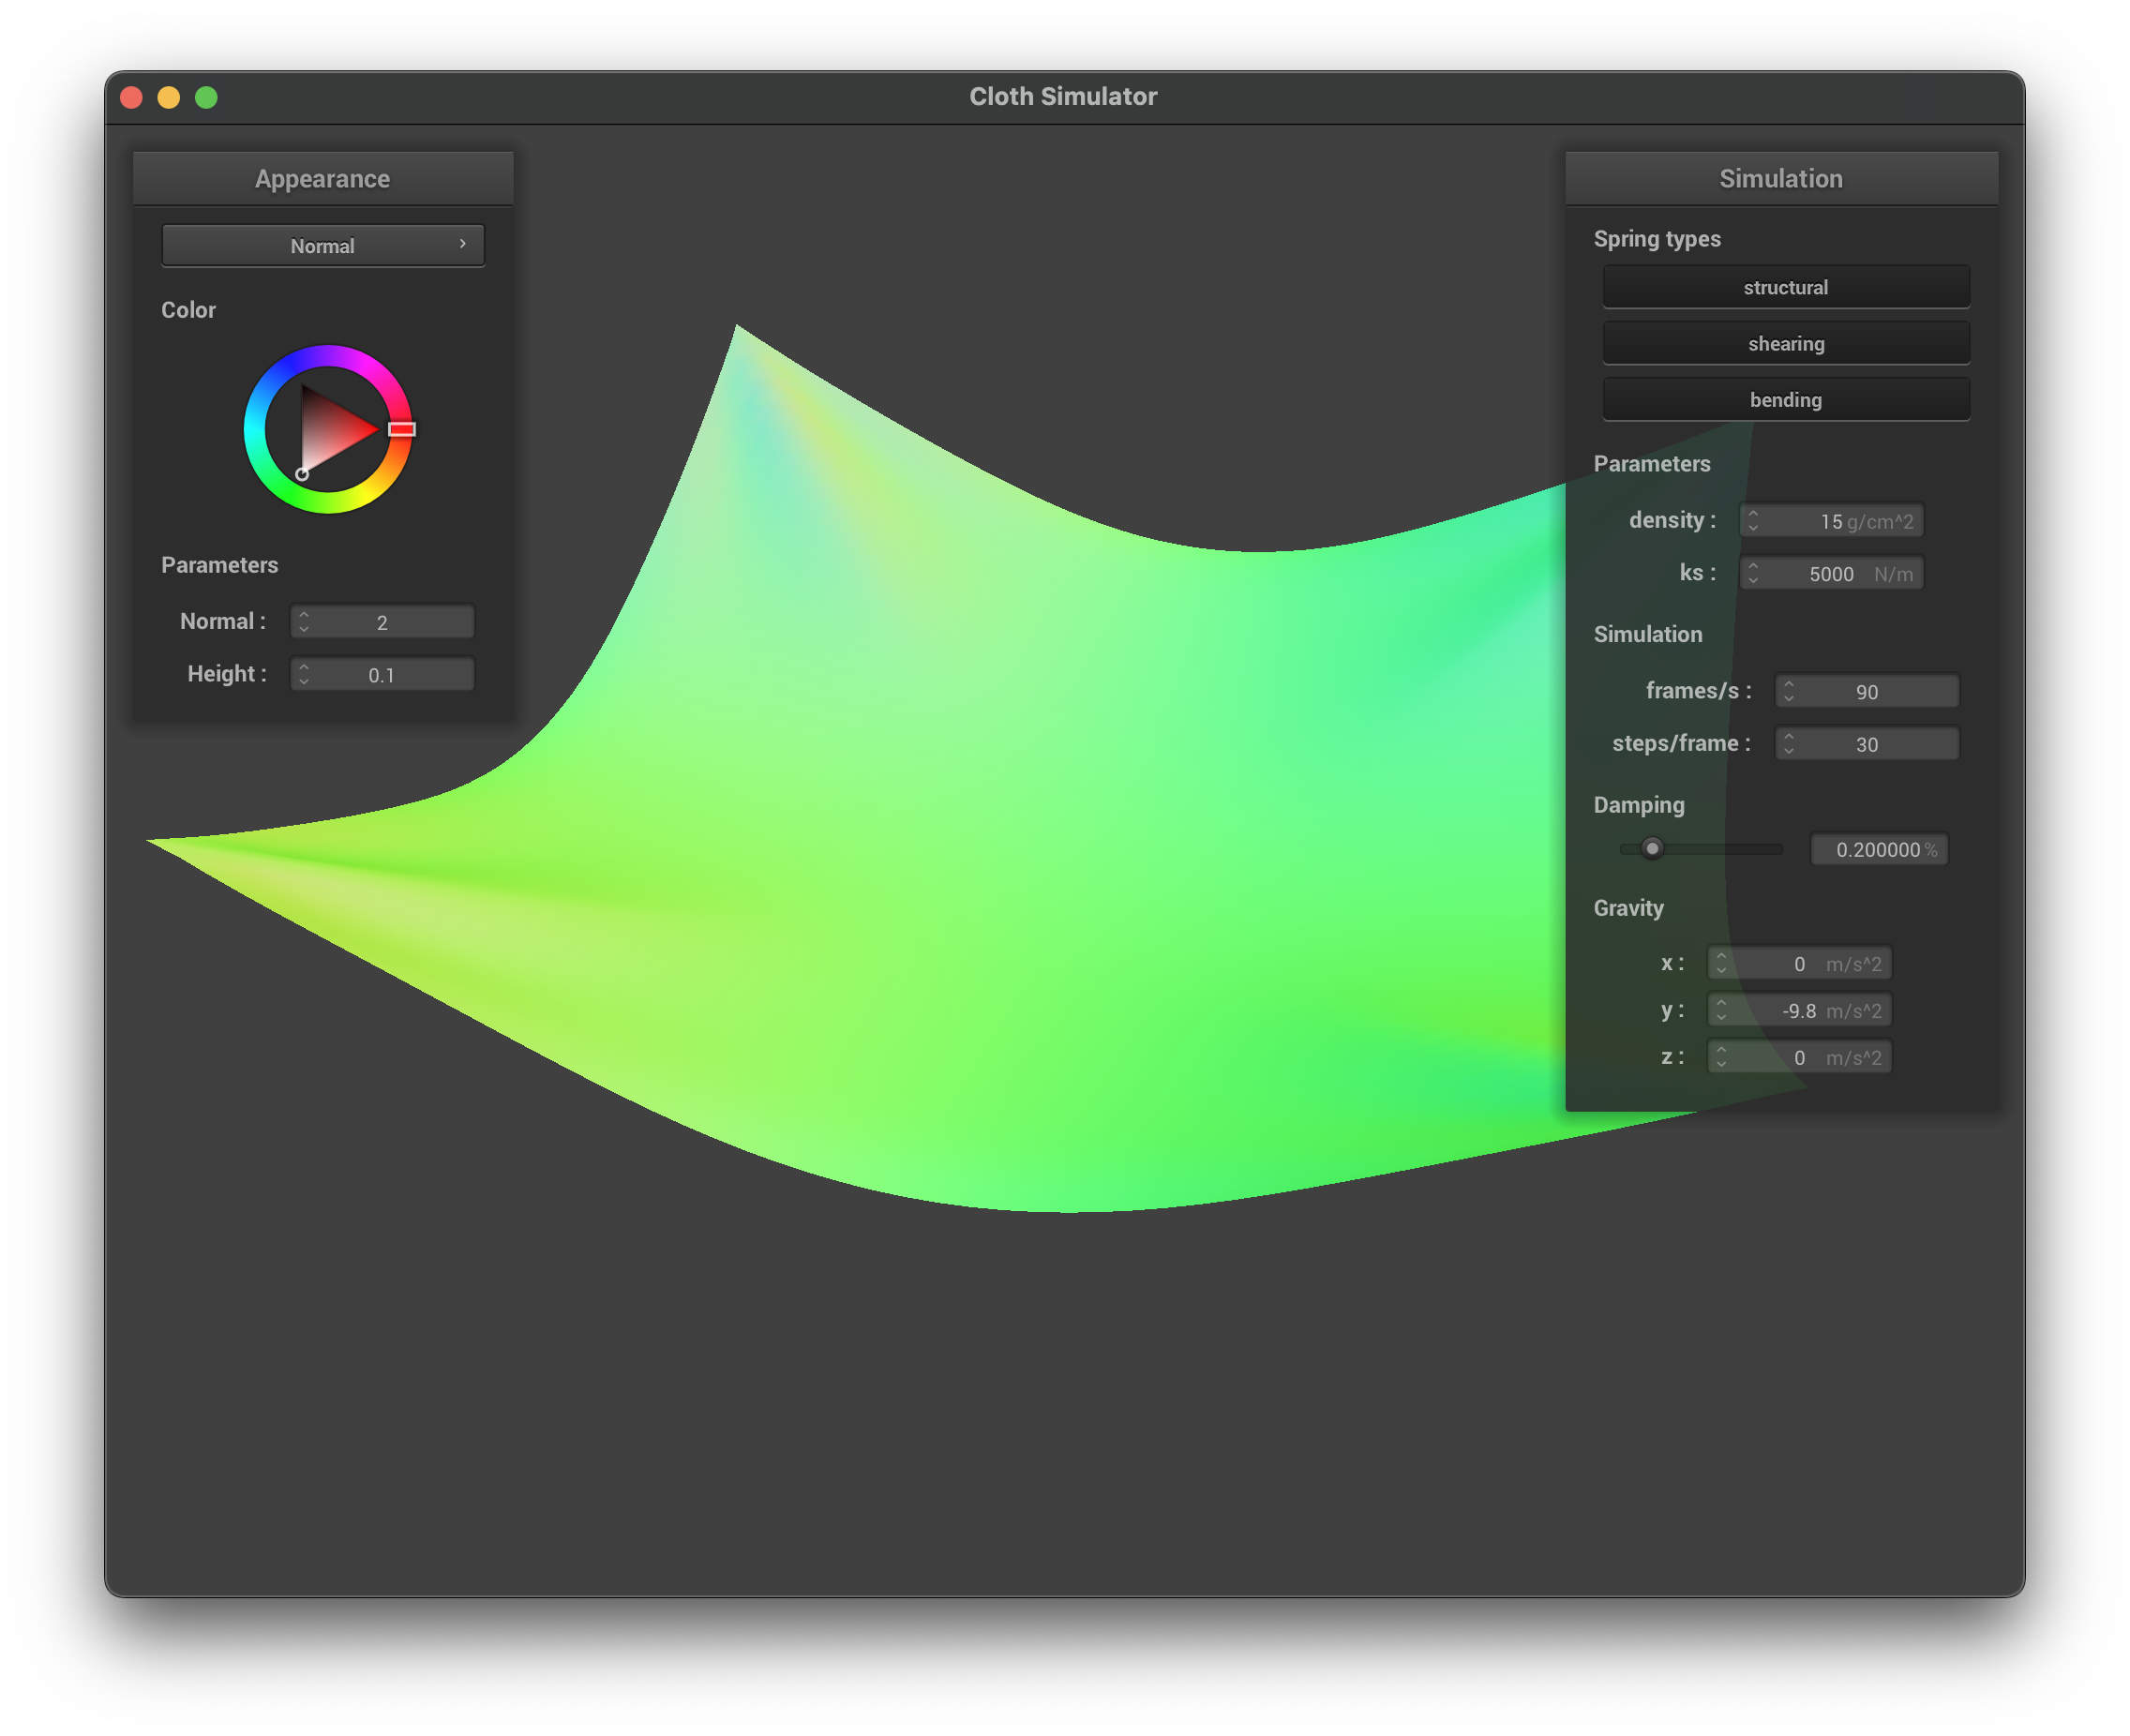 Cloth Simulator
Appearance
Normal
Color
Parameters
Normal : 2
Height : 0.1
Simulation
Spring types
structural
shearing
bending
Parameters
density : 15 g/cm^2
ks : 5000 N/m
Simulation
frames/s : 90
steps/frame : 30
Damping
0.200000 %
Gravity
x : 0 m/s^2
y : -9.8 m/s^2
z : 0 m/s^2